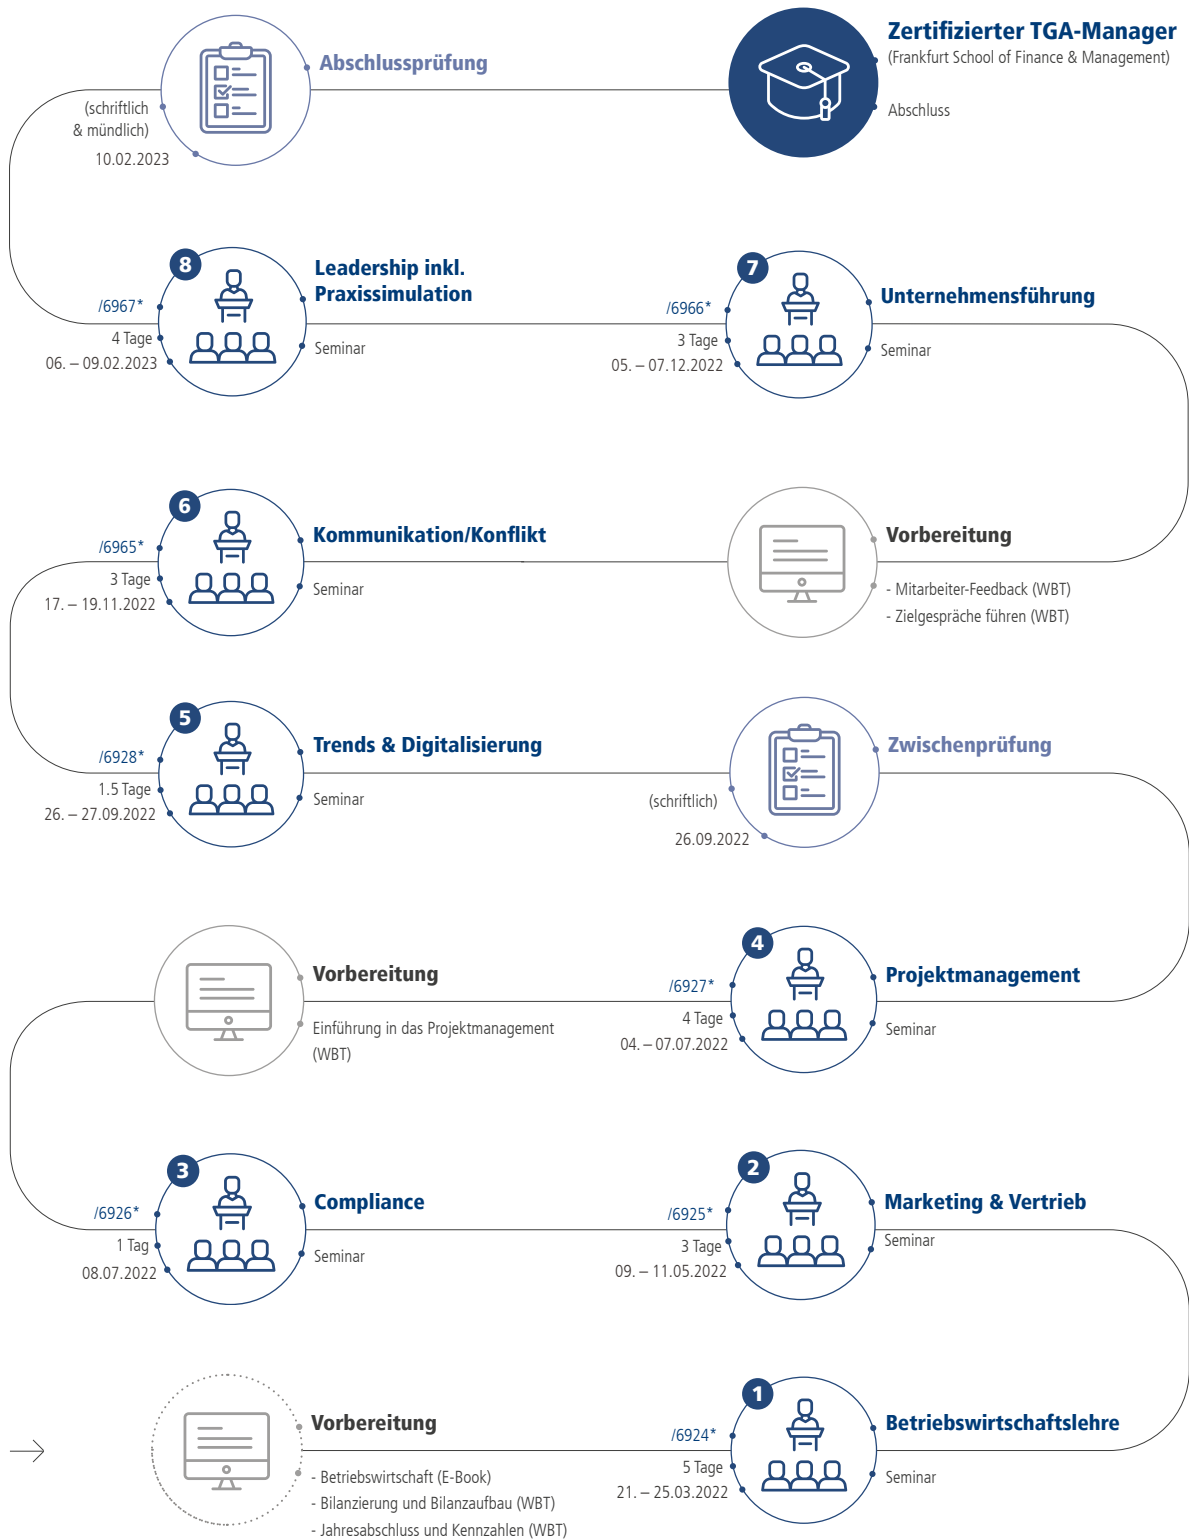 Abschlussprüfung
(schriftlich
& mündlich)
10.02.2023
Zertifizierter TGA-Manager
(Frankfurt School of Finance & Management)
Abschluss
8
Leadership inkl.
Praxissimulation
/6967*
4 Tage
06. – 09.02.2023
Seminar
7
Unternehmensführung
/6966*
3 Tage
05. – 07.12.2022
Seminar
6
Kommunikation/Konflikt
/6965*
3 Tage
17. – 19.11.2022
Seminar
Vorbereitung
- Mitarbeiter-Feedback (WBT)
- Zielgespräche führen (WBT)
5
Trends & Digitalisierung
/6928*
1.5 Tage
26. – 27.09.2022
Seminar
Zwischenprüfung
(schriftlich)
26.09.2022
Vorbereitung
Einführung in das Projektmanagement
(WBT)
4
Projektmanagement
/6927*
4 Tage
04. – 07.07.2022
Seminar
3
Compliance
/6926*
1 Tag
08.07.2022
Seminar
2
Marketing & Vertrieb
/6925*
3 Tage
09. – 11.05.2022
Seminar
Vorbereitung
- Betriebswirtschaft (E-Book)
- Bilanzierung und Bilanzaufbau (WBT)
- Jahresabschluss und Kennzahlen (WBT)
1
Betriebswirtschaftslehre
/6924*
5 Tage
21. – 25.03.2022
Seminar